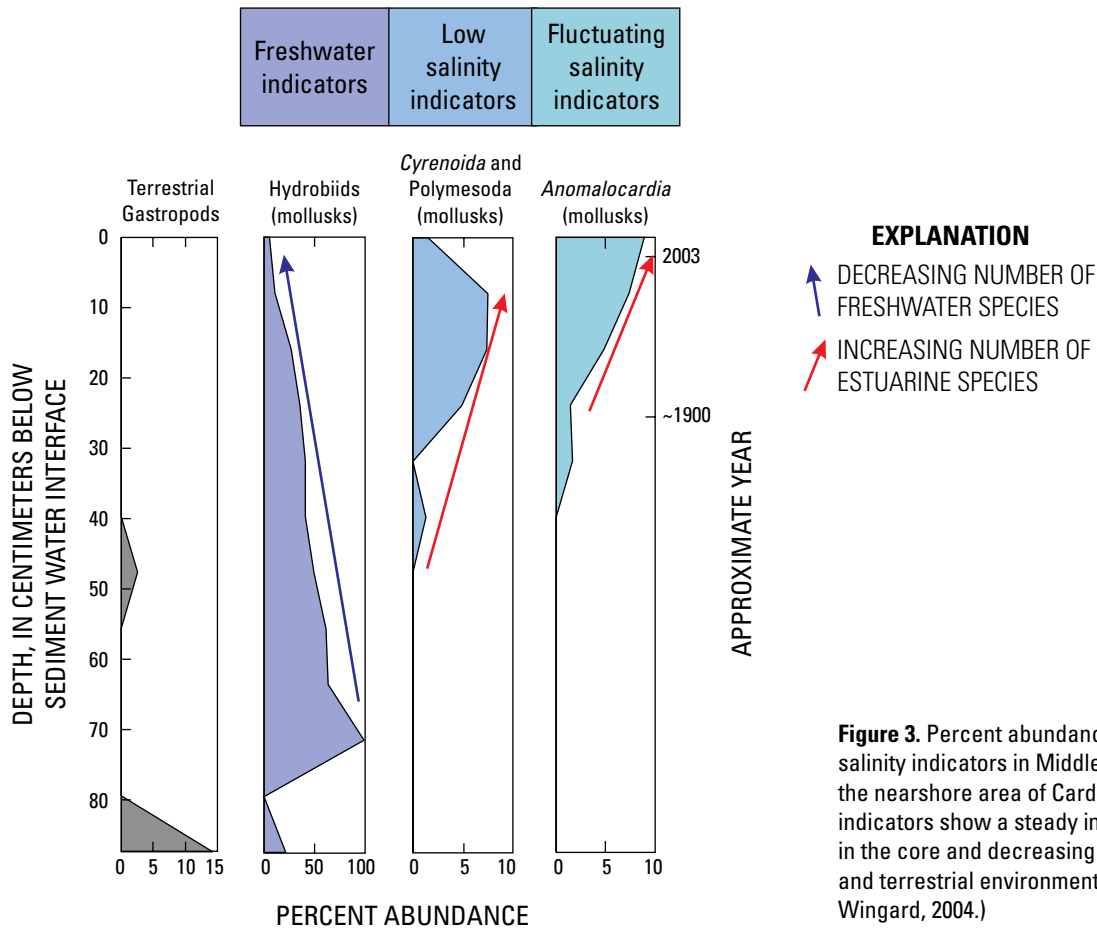 Freshwater
indicators
Low
salinity
indicators
Fluctuating
salinity
indicators
Terrestrial
Gastropods
Hydrobiids
(mollusks)
Cyrenoida and
Polymesoda
(mollusks)
Anomalocardia
(mollusks)
0
10
20
30
40
50
60
70
80
DEPTH, IN CENTIMETERS BELOW
SEDIMENT WATER INTERFACE
0 5 10 15
0 50 100
0 5 10
0 5 10
PERCENT ABUNDANCE
2003
~1900
APPROXIMATE YEAR
EXPLANATION
DECREASING NUMBER OF
FRESHWATER SPECIES
INCREASING NUMBER OF
ESTUARINE SPECIES
Figure 3. Percent abundanc
salinity indicators in Middle
the nearshore area of Card
indicators show a steady in
in the core and decreasing
and terrestrial environment
Wingard, 2004.)